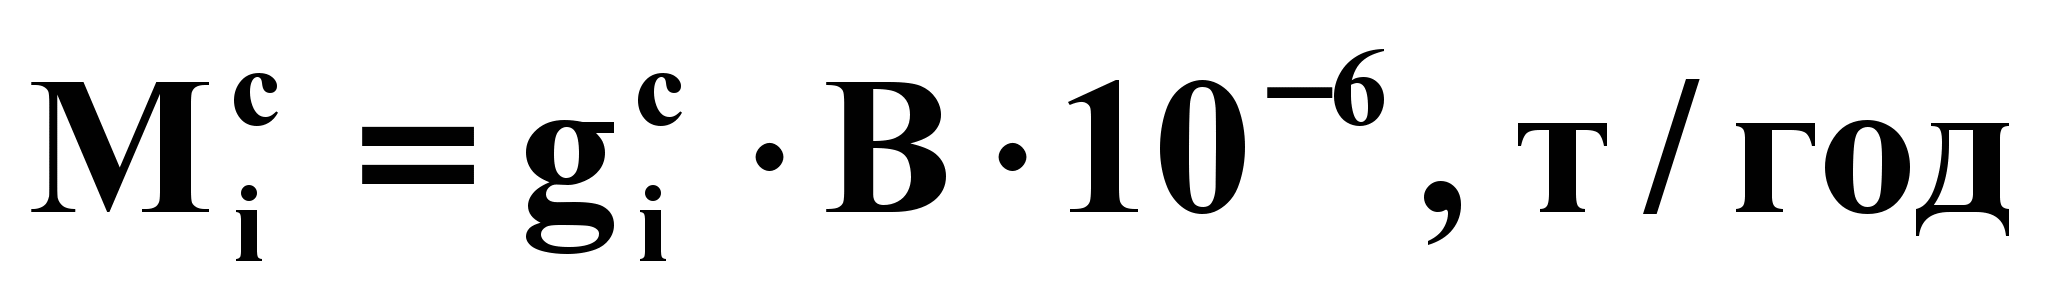 M_i^c = g_i^c · B · 10^{−6}, т/год